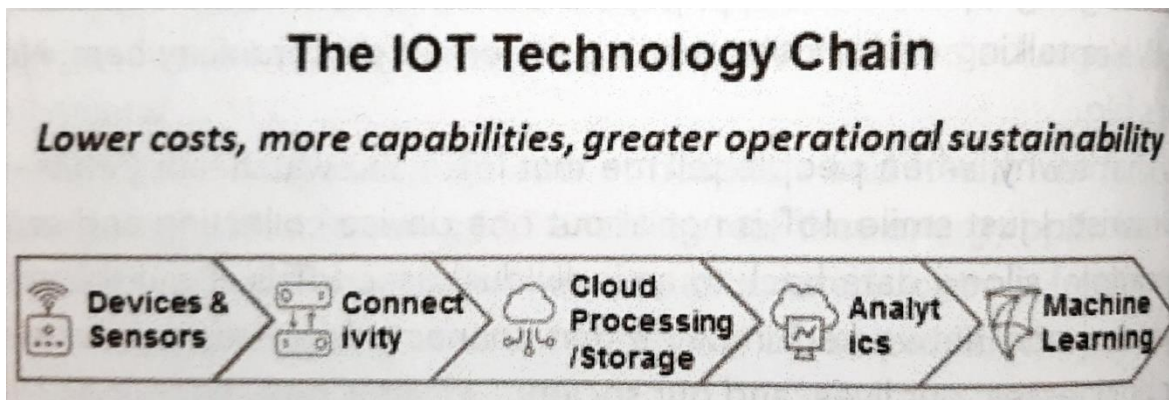 The IOT Technology Chain
Lower costs, more capabilities, greater operational sustainability
Devices &
Sensors
Connect
ivity
Cloud
Processing
/Storage
Analyt
ics
Machine
Learning